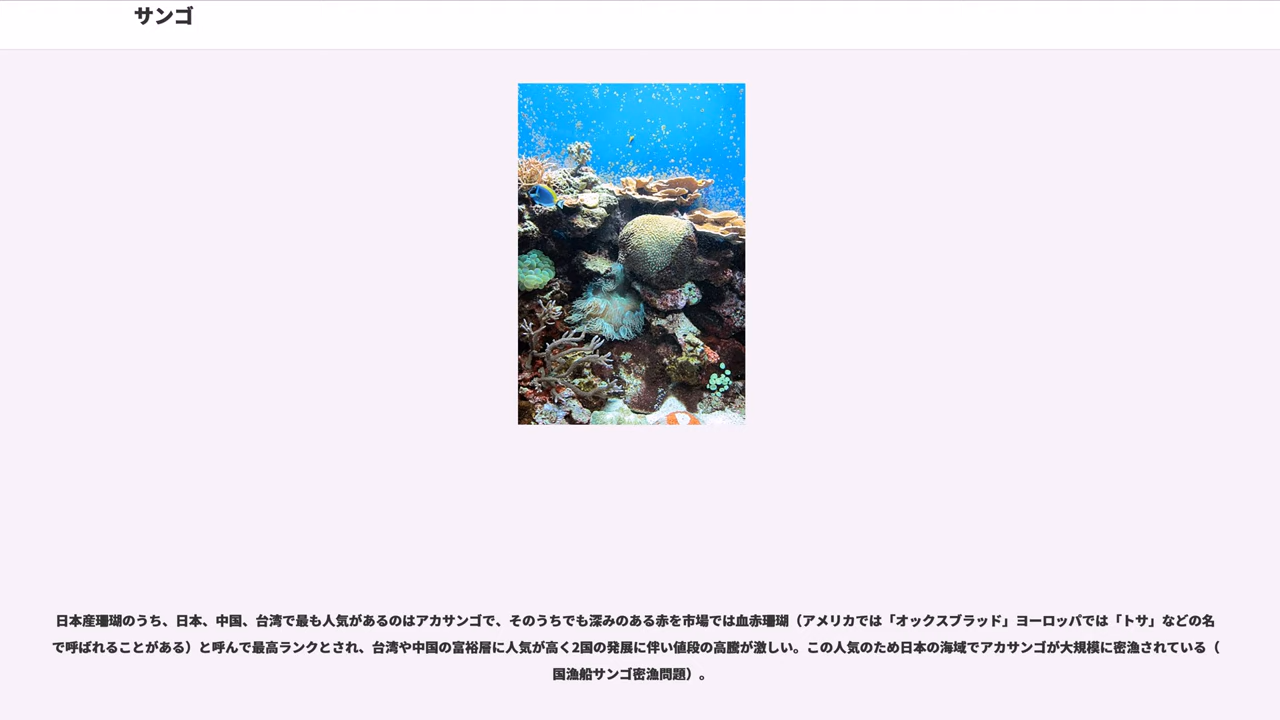 サンゴ
日本産珊瑚のうち、日本、中国、台湾で最も人気があるのはアカサンゴで、そのうちでも深みのある赤を市場では血赤珊瑚（アメリカでは「オックスブラッド」ヨーロッパでは「トサ」などの名
で呼ばれることがある）と呼んで最高ランクとされ、台湾や中国の富裕層に人気が高く2国の発展に伴い値段の高騰が激しい。この人気のため日本の海域でアカサンゴが大規模に密漁されている（
国漁船サンゴ密漁問題）。